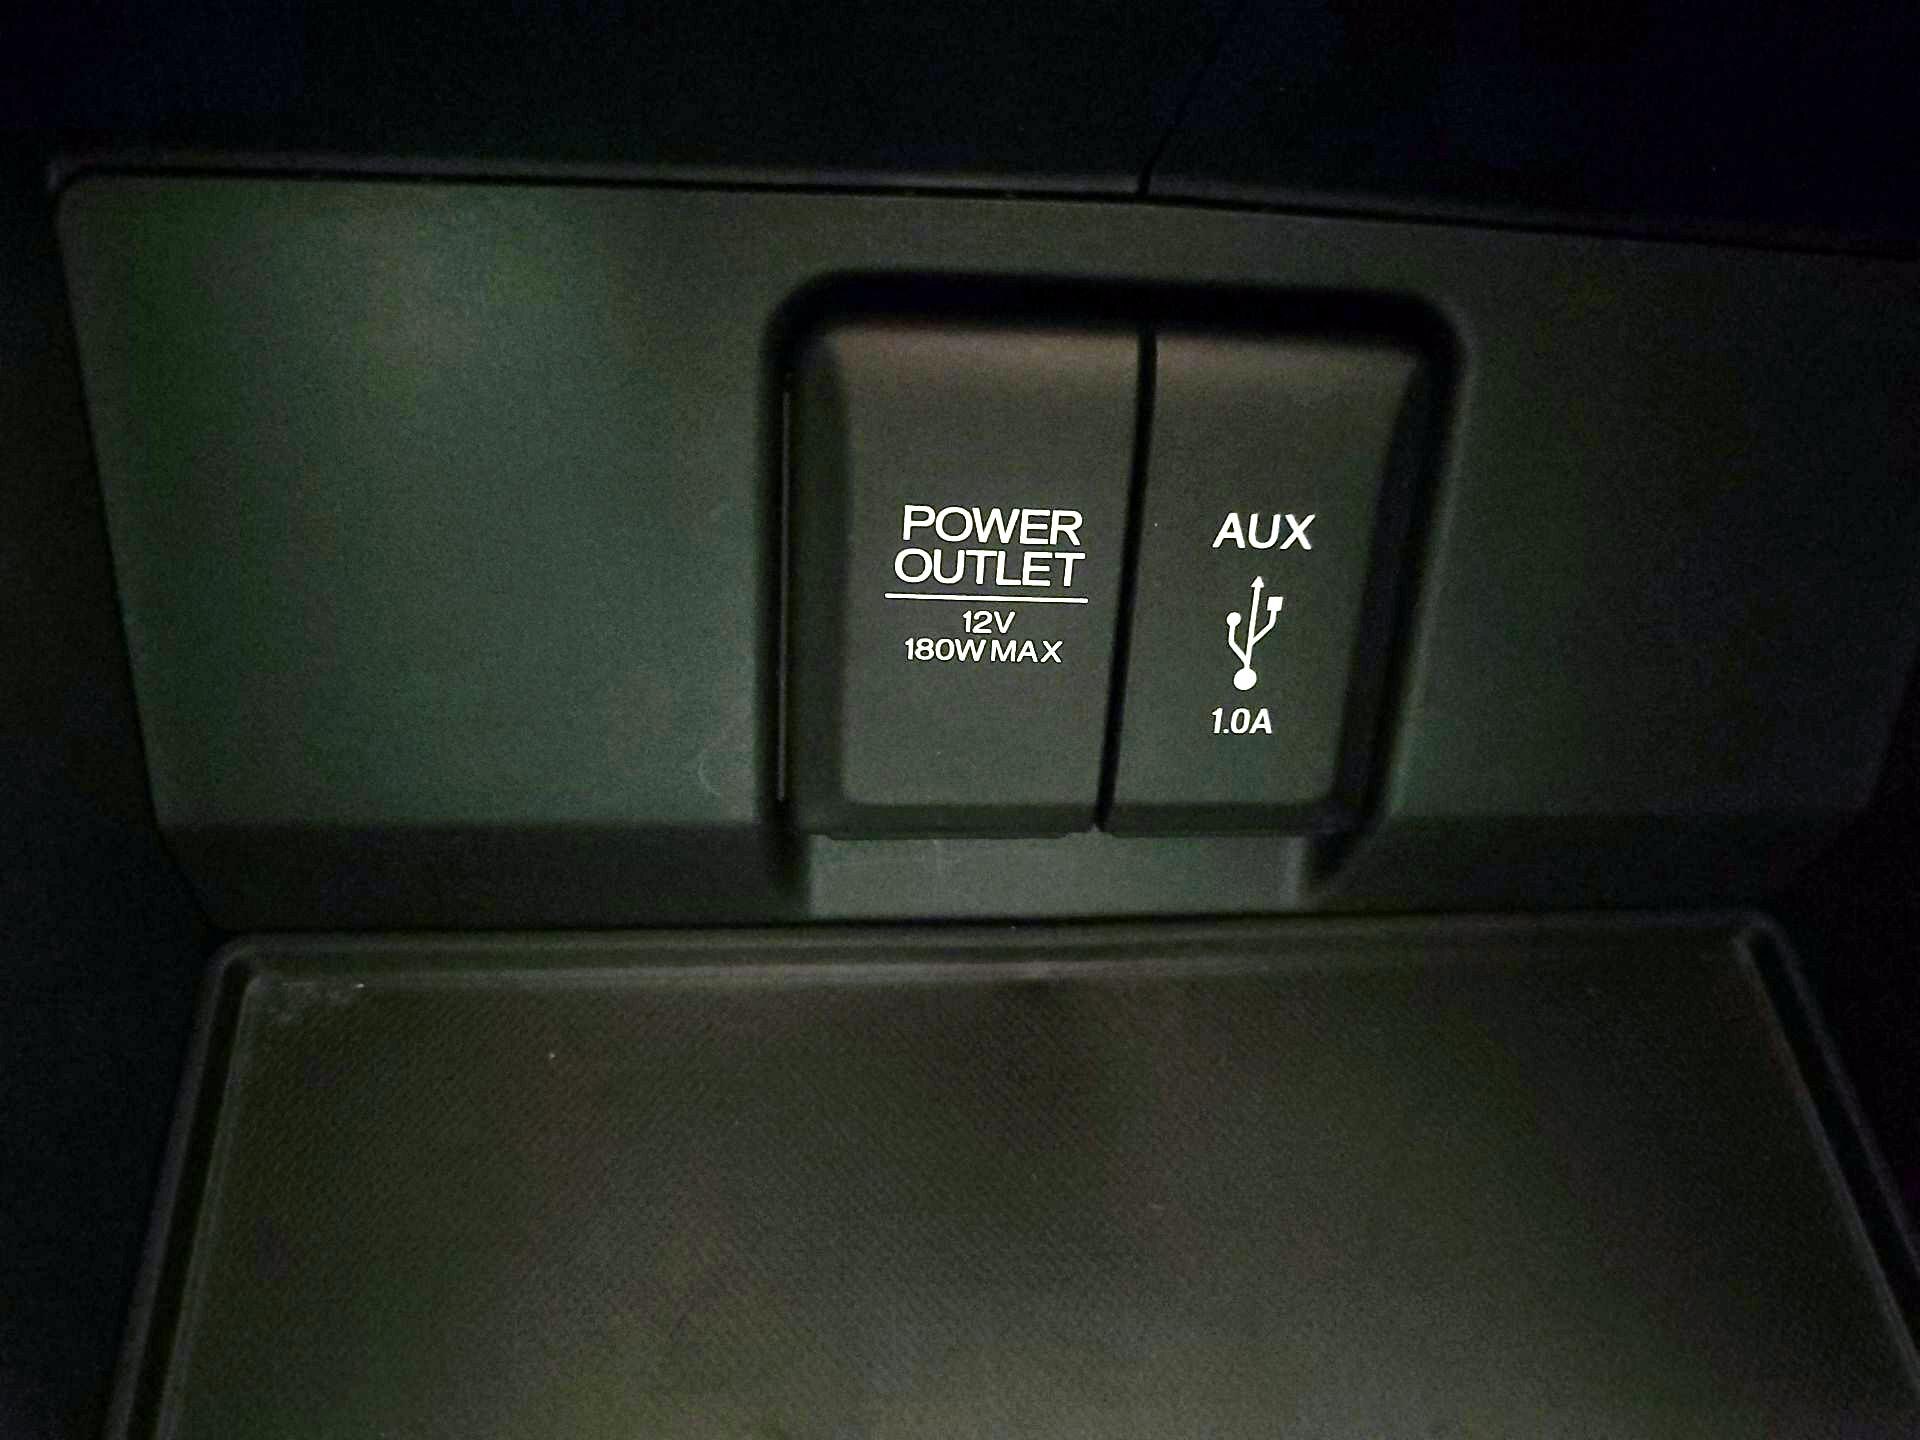 POWER
OUTLET
12V
180W MAX
AUX
1.0A